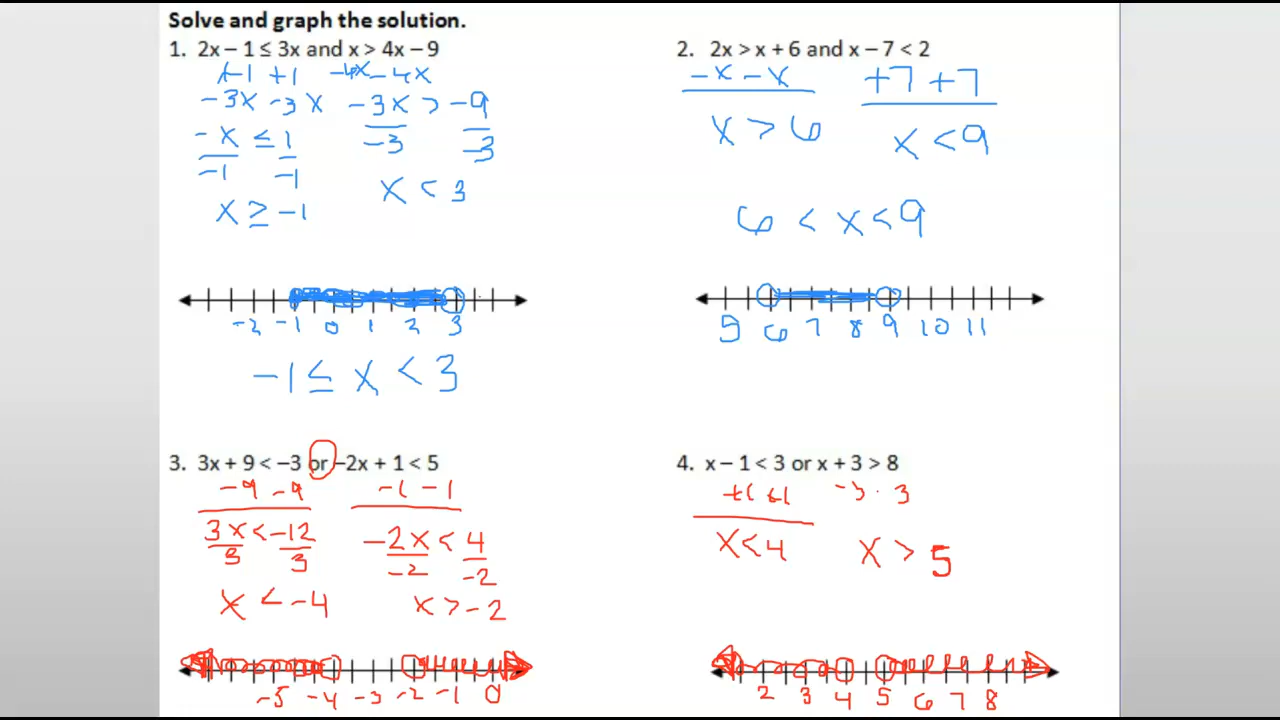 Solve and graph the solution.
1. 2x – 1 ≤ 3x and x > 4x – 9
+1 +1 -4x -4x
-3x -3x -3x > -9
-3 -3
-x ≤ 1
-1 -1
x < 3
x ≥ -1
-2 -1 0 1 2 3
-1 ≤ x < 3
2. 2x > x + 6 and x – 7 < 2
-x -x +7 +7
x > 6 x < 9
6 < x < 9
5 6 7 8 9 10 11
3. 3x + 9 < –3 or –2x + 1 < 5
-9 -9 -1 -1
3x < -12 -2x < 4
3 3 -2 -2
x < -4 x > -2
-5 -4 -3 -2 -1 0
4. x – 1 < 3 or x + 3 > 8
+1 +1 -3 - 3
x < 4 x > 5
2 3 4 5 6 7 8